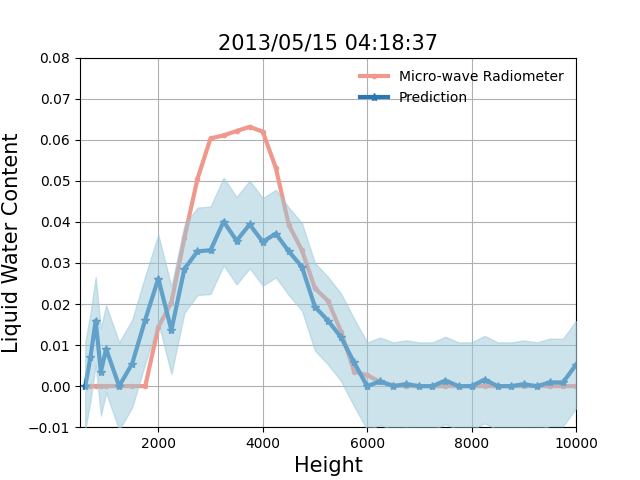 2013/05/15 04:18:37
Micro-wave Radiometer
Prediction
Liquid Water Content
0.08
0.07
0.06
0.05
0.04
0.03
0.02
0.01
0.00
−0.01
2000 4000 6000 8000 10000
Height